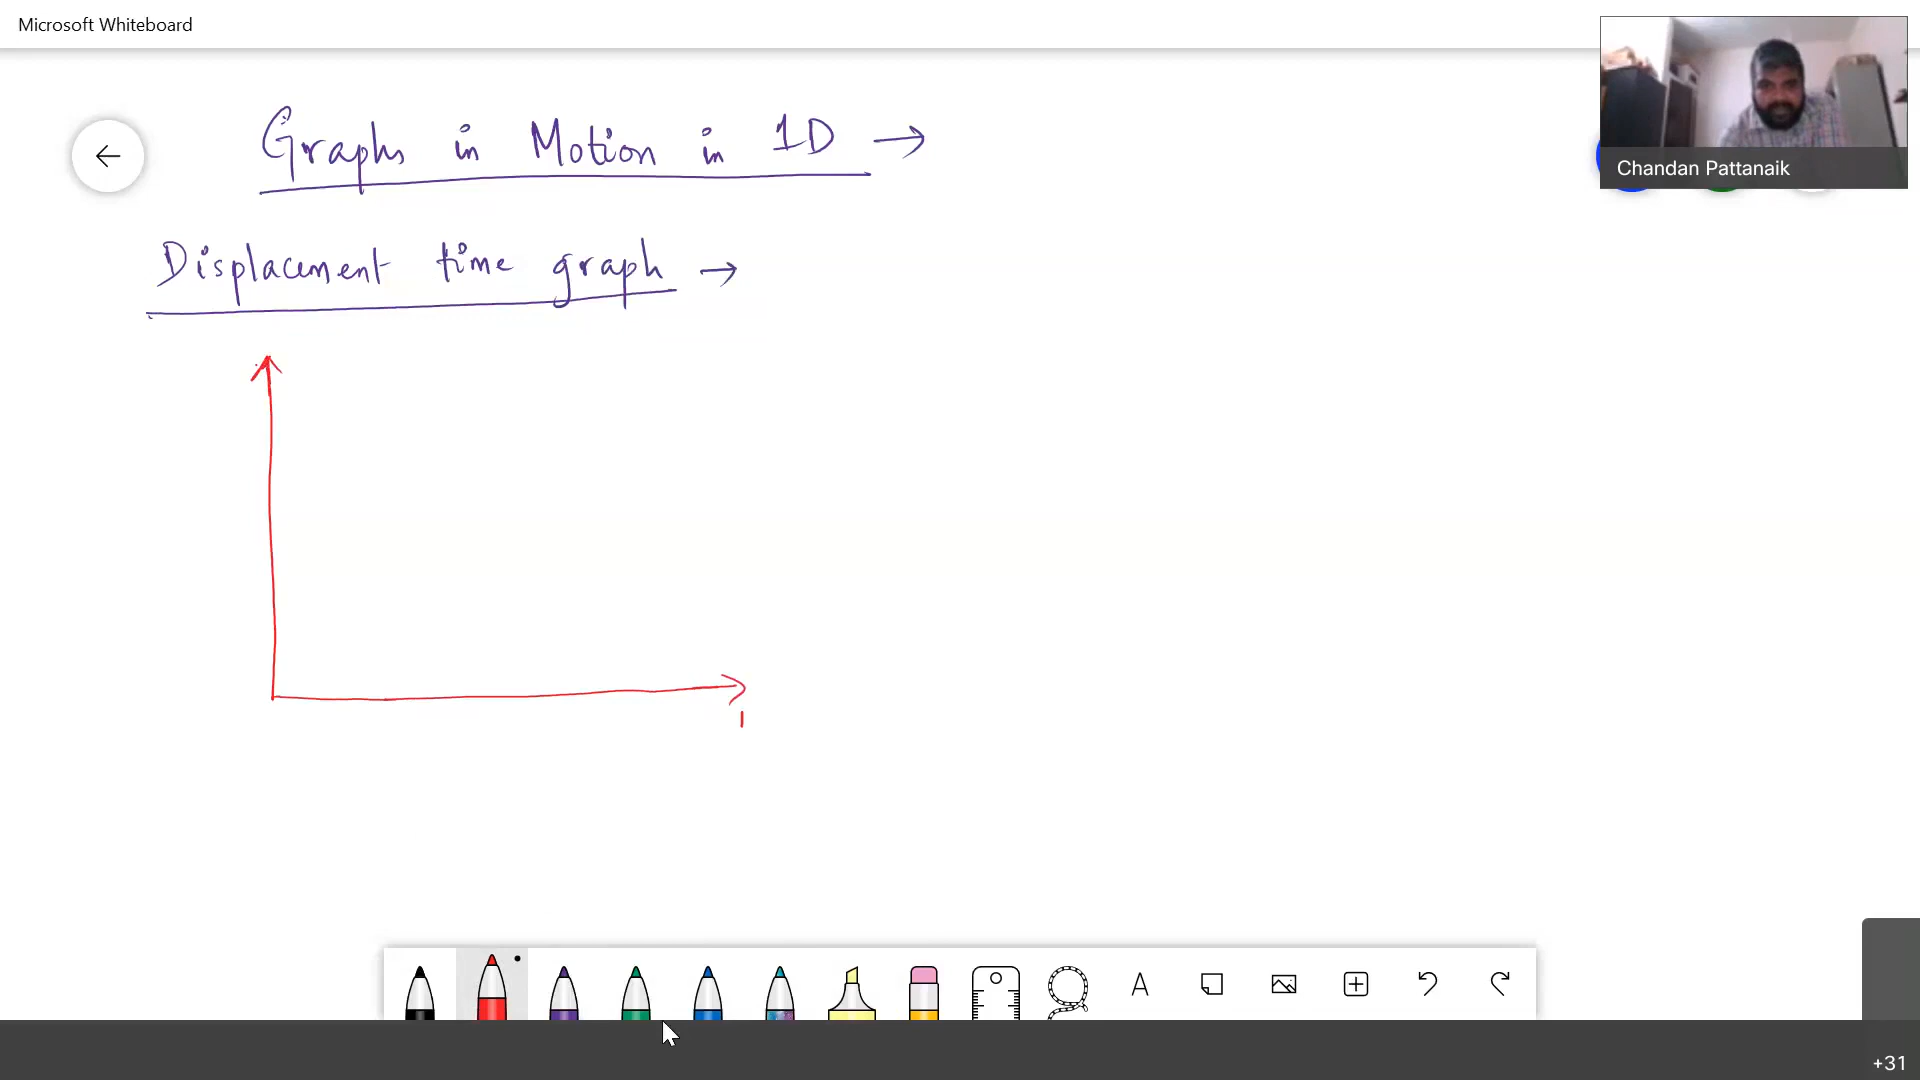 Microsoft Whiteboard
Graphs in Motion in 1D →
Chandan Pattanaik
Displacement time graph →
+31